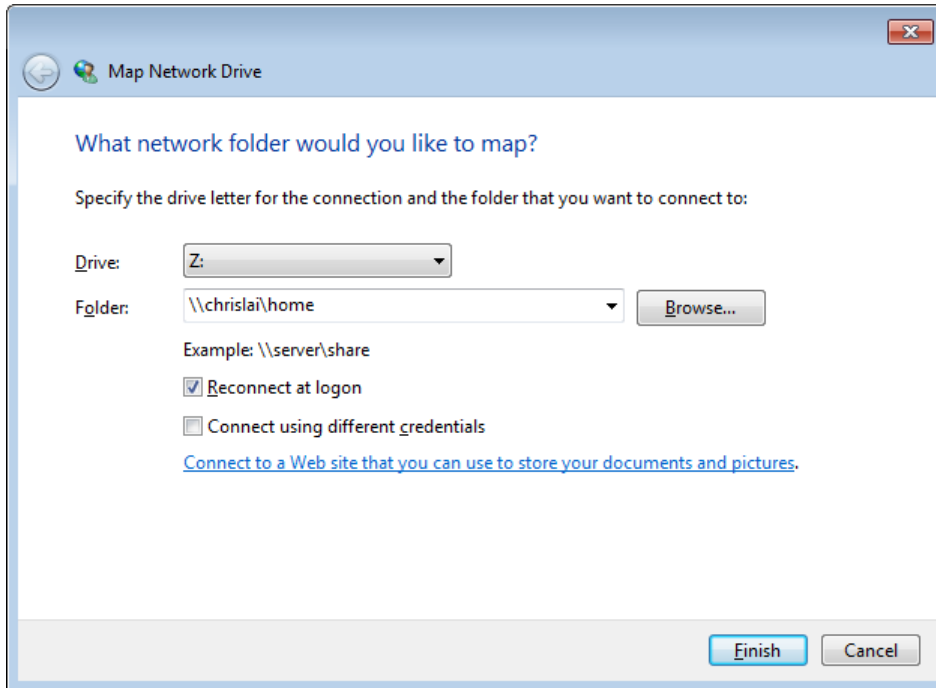 Map Network Drive
What network folder would you like to map?
Specify the drive letter for the connection and the folder that you want to connect to:
Drive: Z:
Folder: \\chrislai\home Browse...
Example: \\server\share
Reconnect at logon
Connect using different credentials
Connect to a Web site that you can use to store your documents and pictures.
Finish Cancel